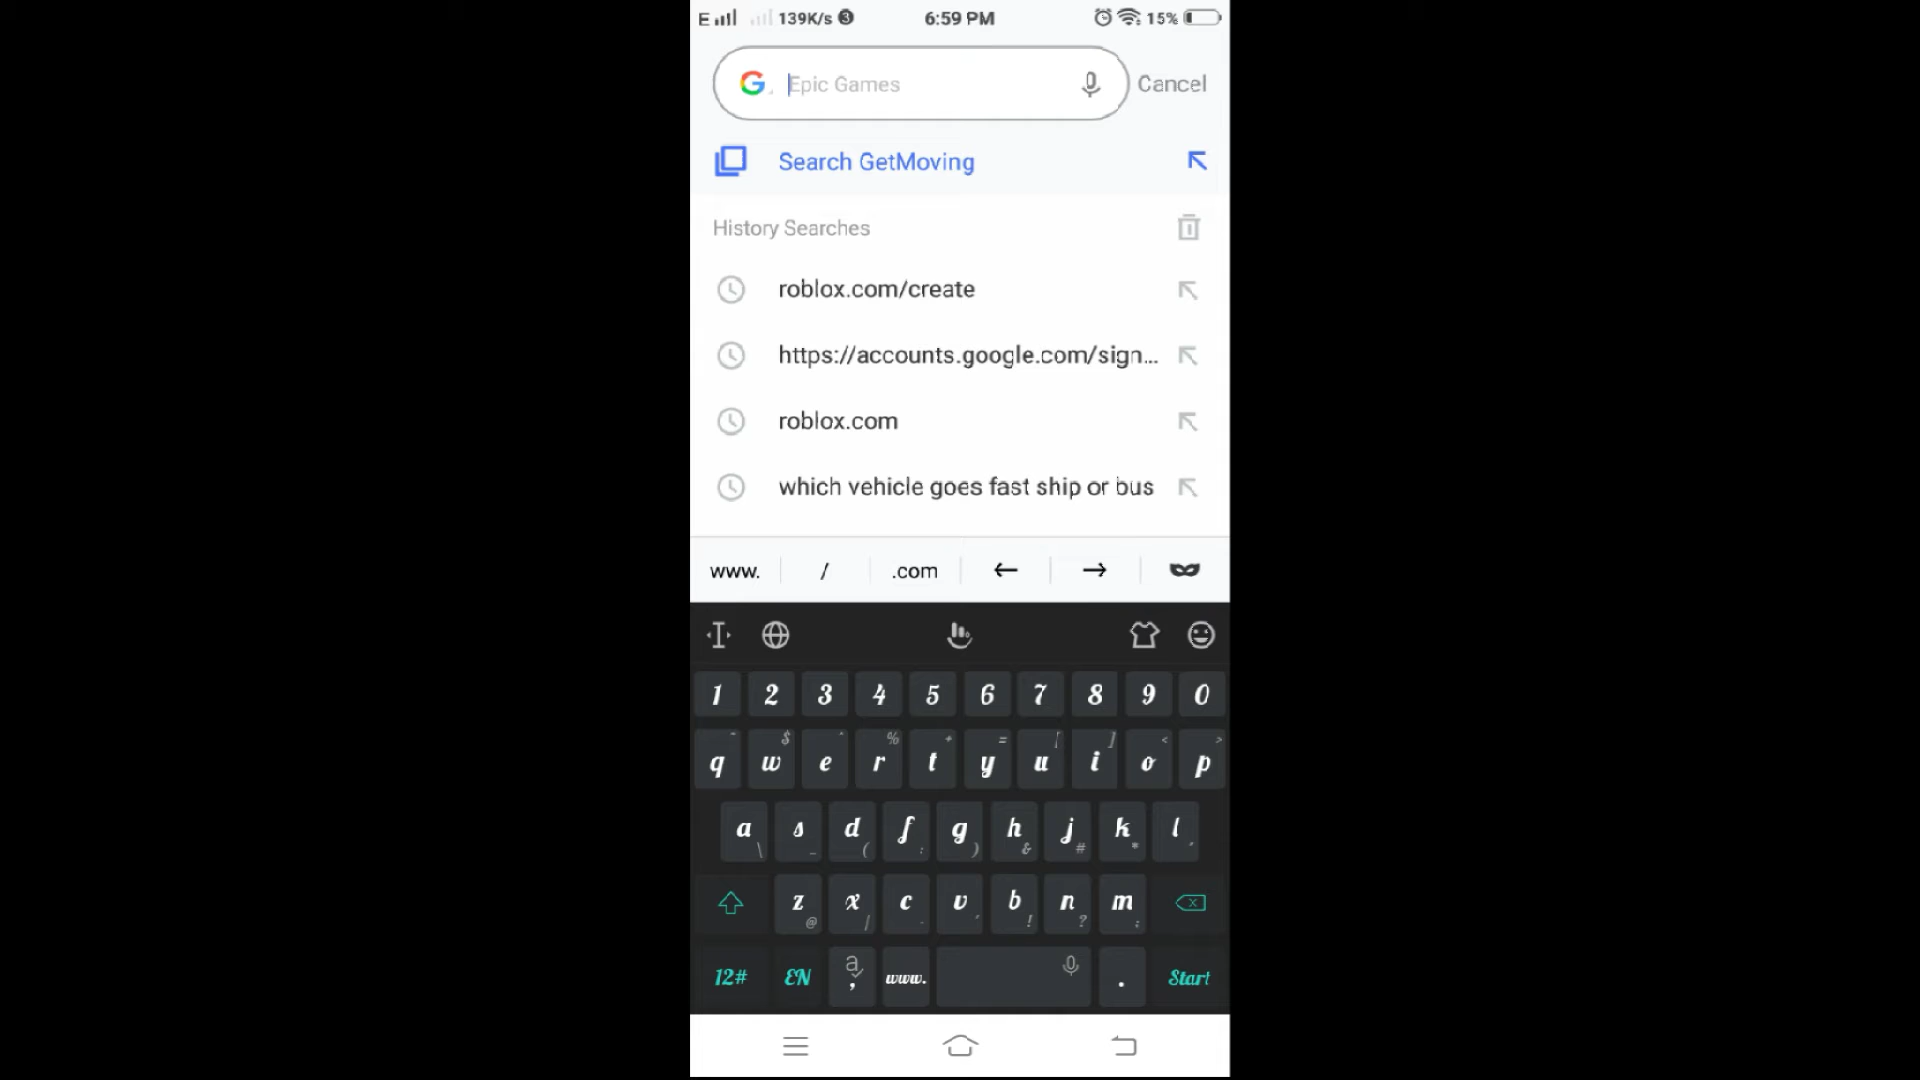 E 139K/s 3 6:59 PM 15%
G Epic Games Cancel
Search GetMoving
History Searches
roblox.com/create
https://accounts.google.com/sign...
roblox.com
which vehicle goes fast ship or bus
www. / .com ← →
1 2 3 4 5 6 7 8 9 0
q w $ e r % t + y = u [ i ] o < p >
a \ s _ d ( f : g ) h & j # k * l
z @ x | c v b ! n ? m ;
12# EN a , www. . Start